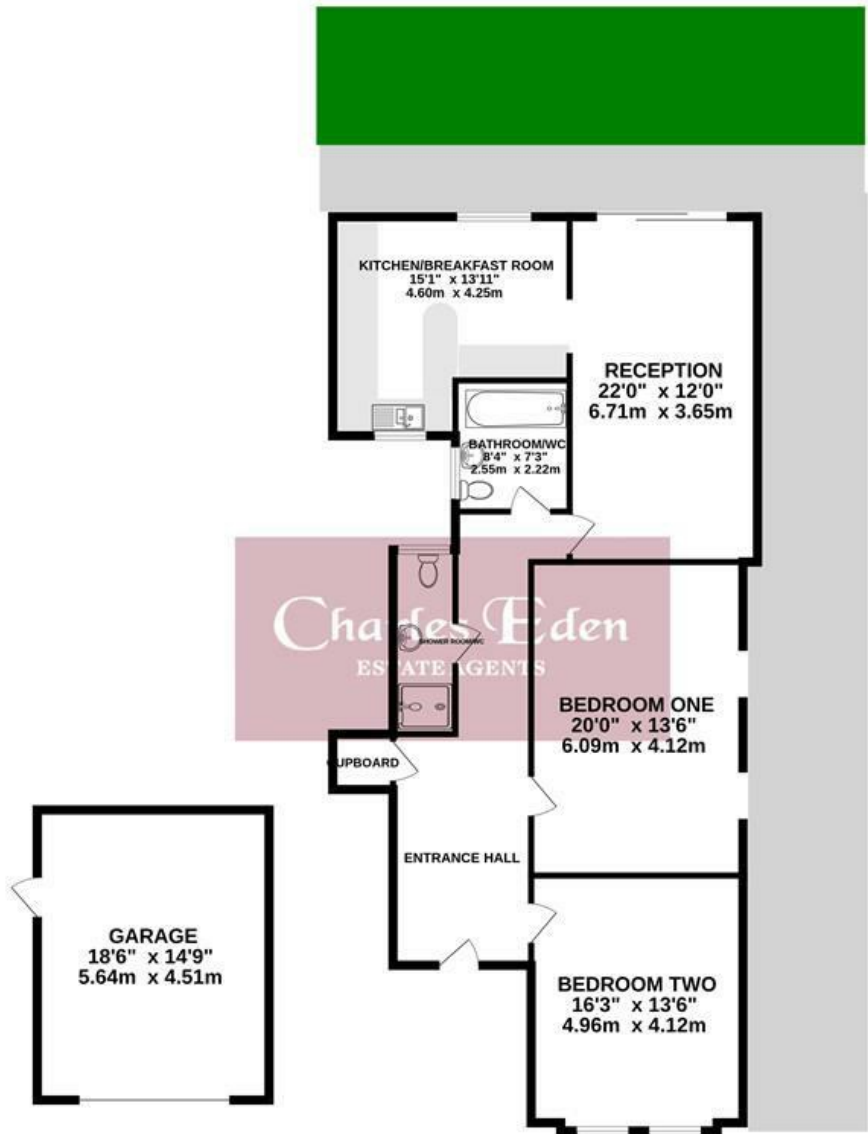 KITCHEN/BREAKFAST ROOM
15'1" x 13'11"
4.60m x 4.25m
RECEPTION
22'0" x 12'0"
6.71m x 3.65m
BATHROOM/WC
8'4" x 7'3"
2.55m x 2.22m
Charles Eden
ESTATE AGENTS
SHOWER ROOM/WC
CUPBOARD
BEDROOM ONE
20'0" x 13'6"
6.09m x 4.12m
ENTRANCE HALL
GARAGE
18'6" x 14'9"
5.64m x 4.51m
BEDROOM TWO
16'3" x 13'6"
4.96m x 4.12m